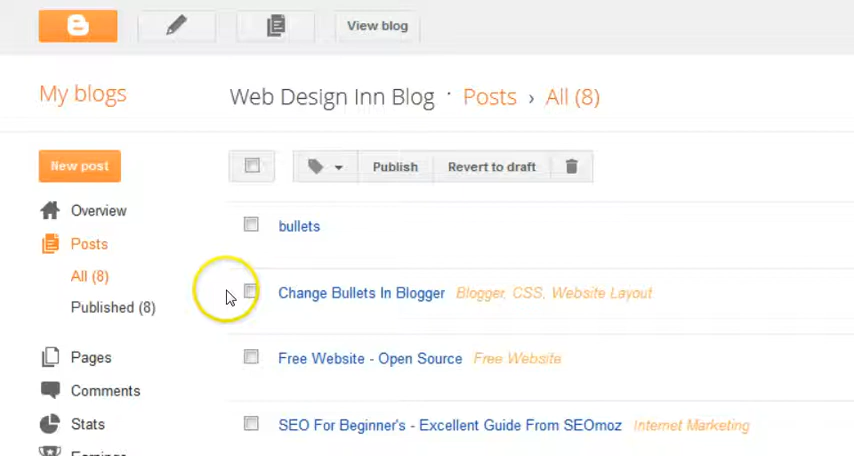 View blog
My blogs
Web Design Inn Blog · Posts › All (8)
New post
Publish
Revert to draft
Overview
Posts
All (8)
Published (8)
Pages
Comments
Stats
Earnings
bullets
Change Bullets In Blogger Blogger, CSS, Website Layout
Free Website - Open Source Free Website
SEO For Beginner's - Excellent Guide From SEOmoz Internet Marketing